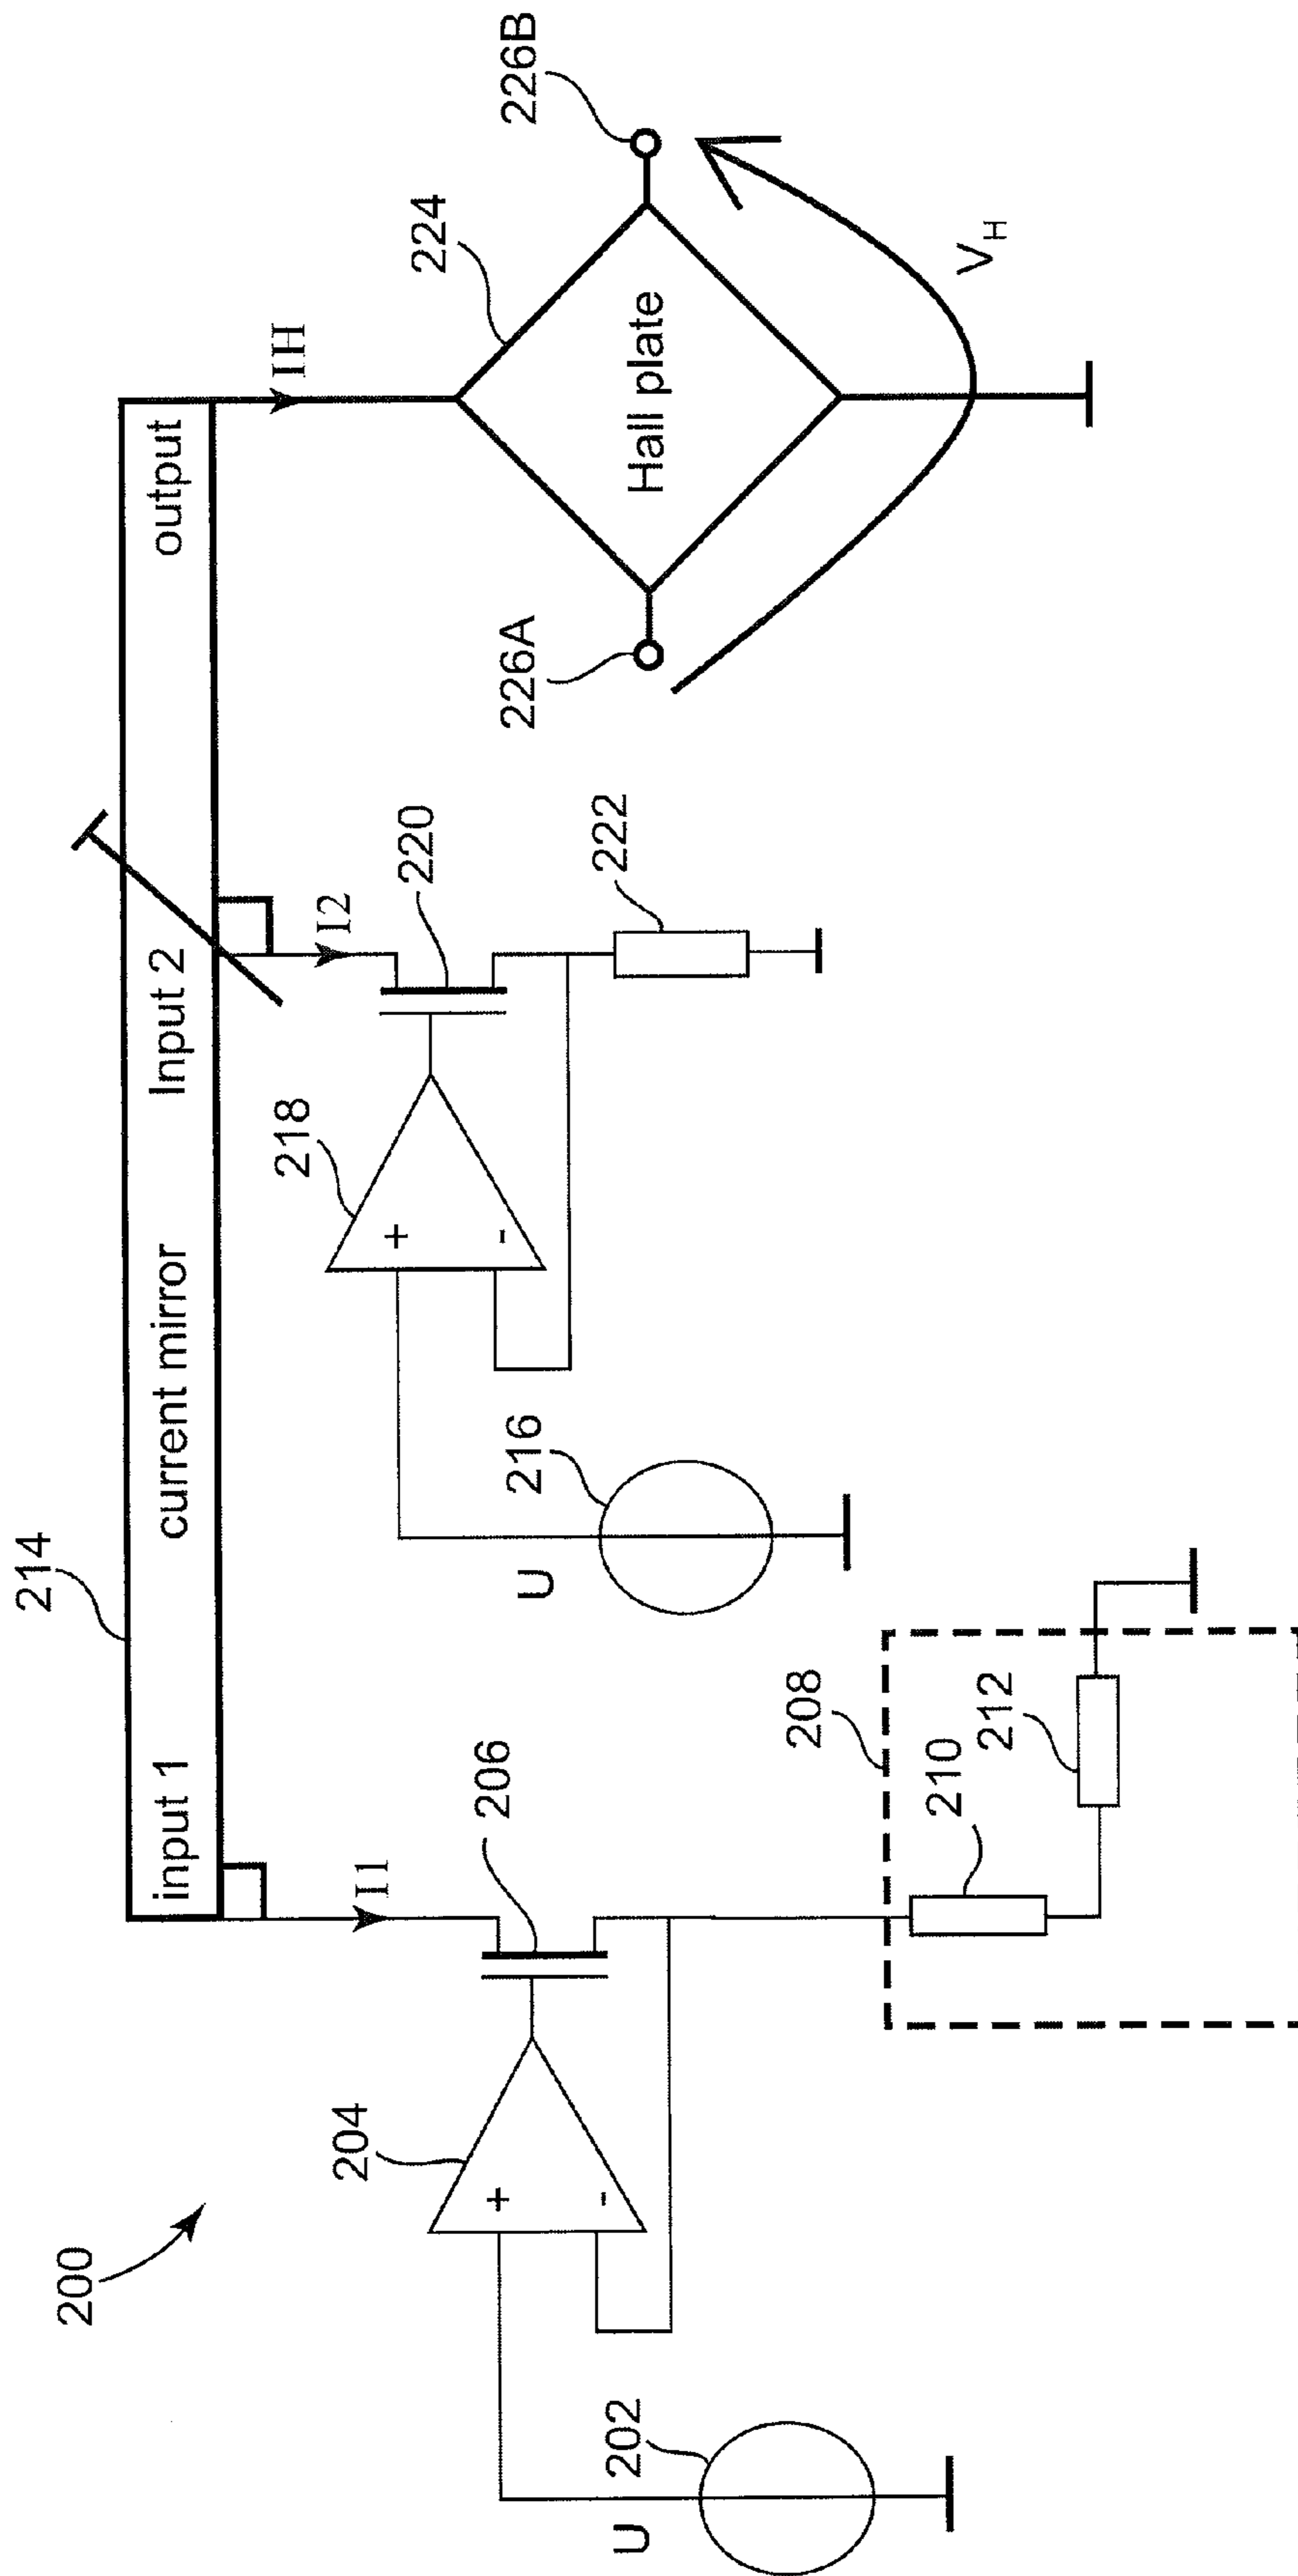 200
214
input 1
current mirror
Input 2
output
I1
I2
IH
202
U
204
+
-
206
208
210
212
216
U
218
+
-
220
222
224
Hall plate
226A
226B
VH